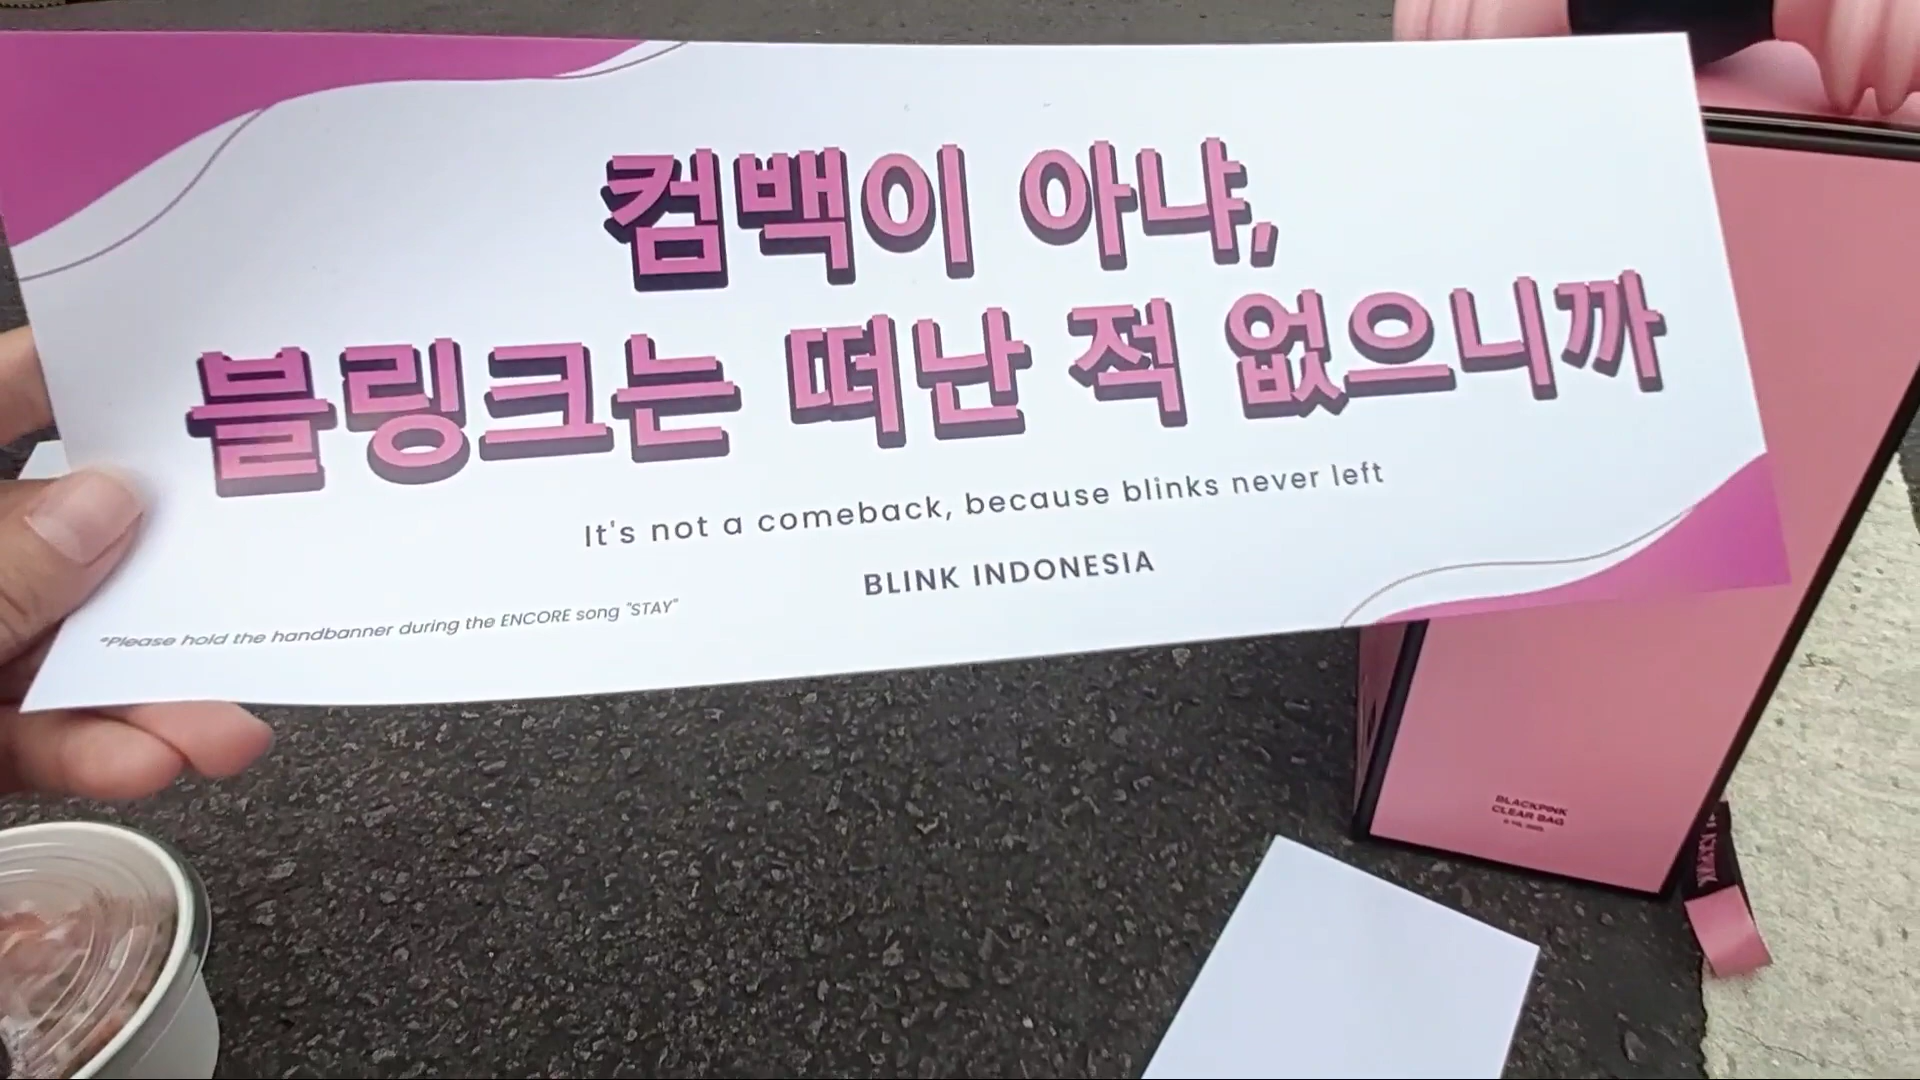 컴백이 아냐,
블링크는 떠난 적 없으니까
It's not a comeback, because blinks never left
BLINK INDONESIA
*Please hold the handbanner during the ENCORE song "STAY"
BLACKPINK
CLEAR BAG